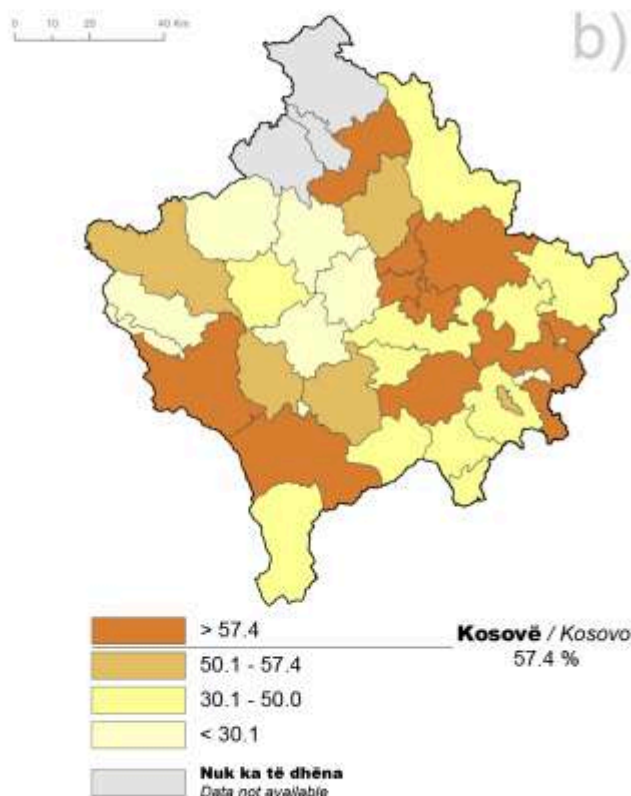 0 10 20 40 Km
b)
> 57.4
50.1 - 57.4
30.1 - 50.0
< 30.1
Kosovë / Kosovo
57.4 %
Nuk ka të dhëna
Data not available